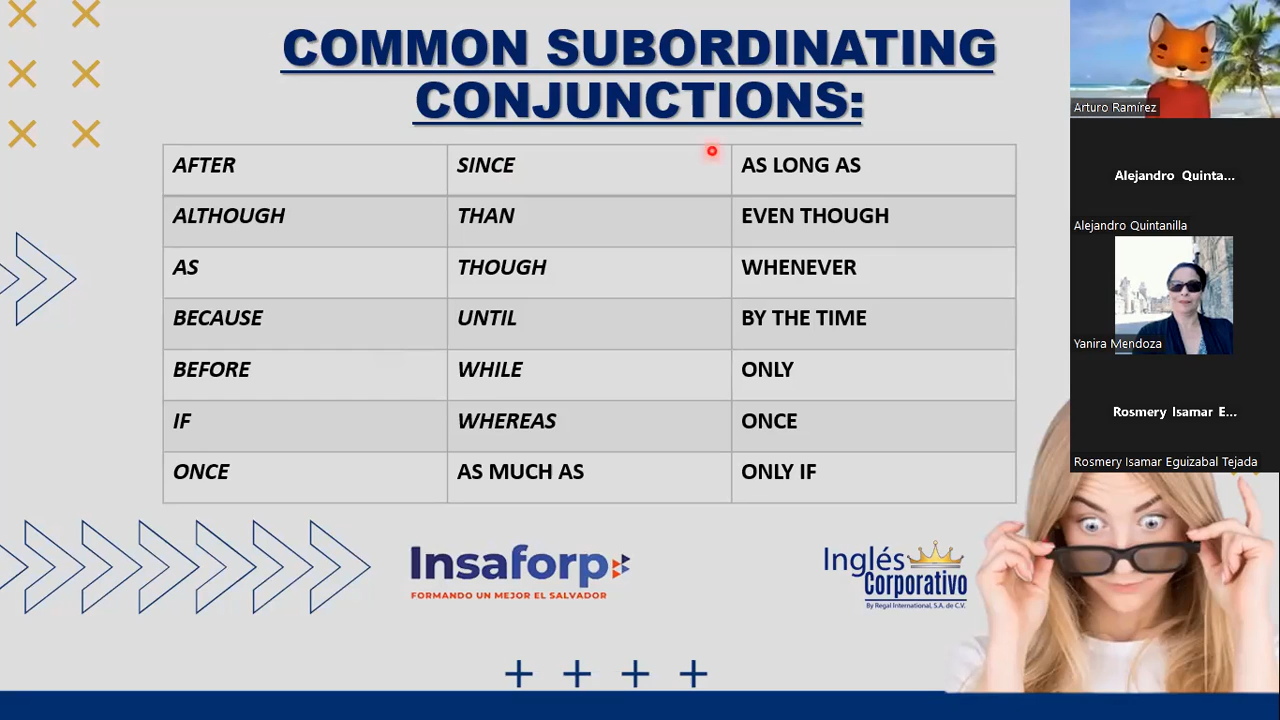 COMMON SUBORDINATING
CONJUNCTIONS:
AFTER SINCE AS LONG AS
ALTHOUGH THAN EVEN THOUGH
AS THOUGH WHENEVER
BECAUSE UNTIL BY THE TIME
BEFORE WHILE ONLY
IF WHEREAS ONCE
ONCE AS MUCH AS ONLY IF
Insaforp
FORMANDO UN MEJOR EL SALVADOR
Inglés
Corporativo
By Regal International, S.A. de C.V.
Arturo Ramírez
Alejandro Quinta...
Alejandro Quintanilla
Yanira Mendoza
Rosmery Isamar E...
Rosmery Isamar Eguizabal Tejada